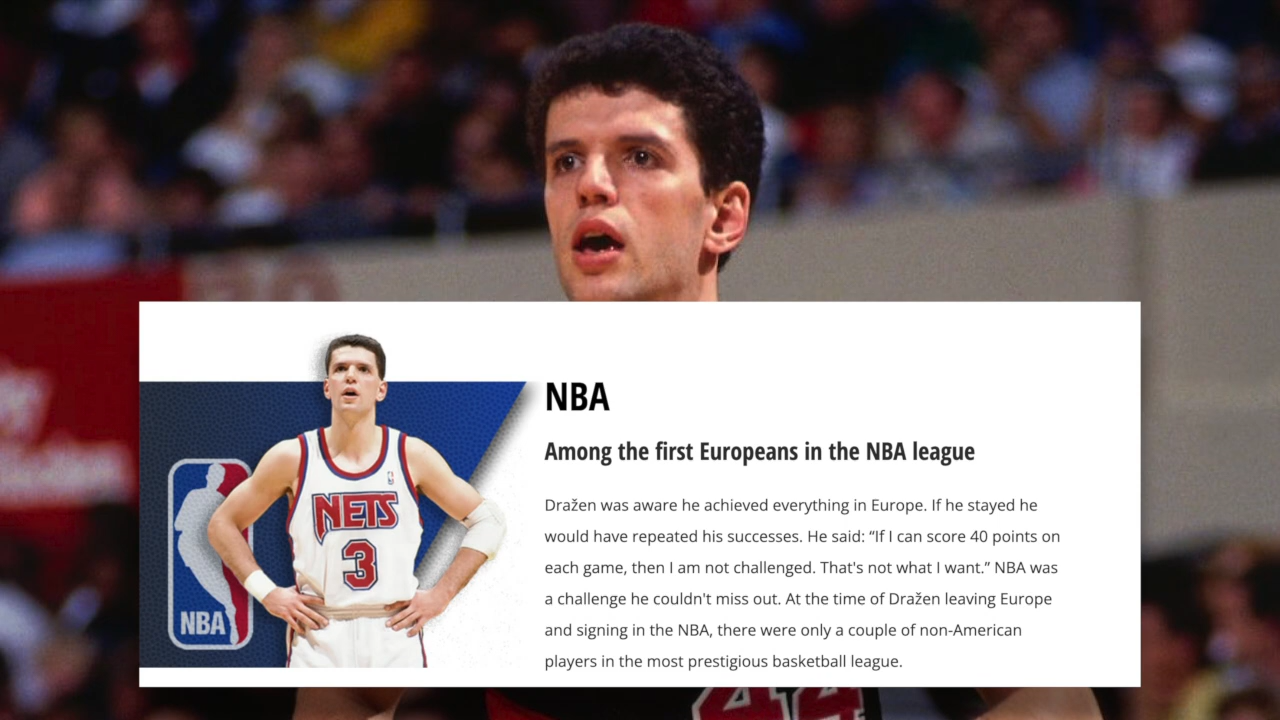 NBA
Among the first Europeans in the NBA league
Dražen was aware he achieved everything in Europe. If he stayed he
would have repeated his successes. He said: “If I can score 40 points on
each game, then I am not challenged. That's not what I want.” NBA was
a challenge he couldn't miss out. At the time of Dražen leaving Europe
and signing in the NBA, there were only a couple of non-American
players in the most prestigious basketball league.
NETS
3
NBA
44